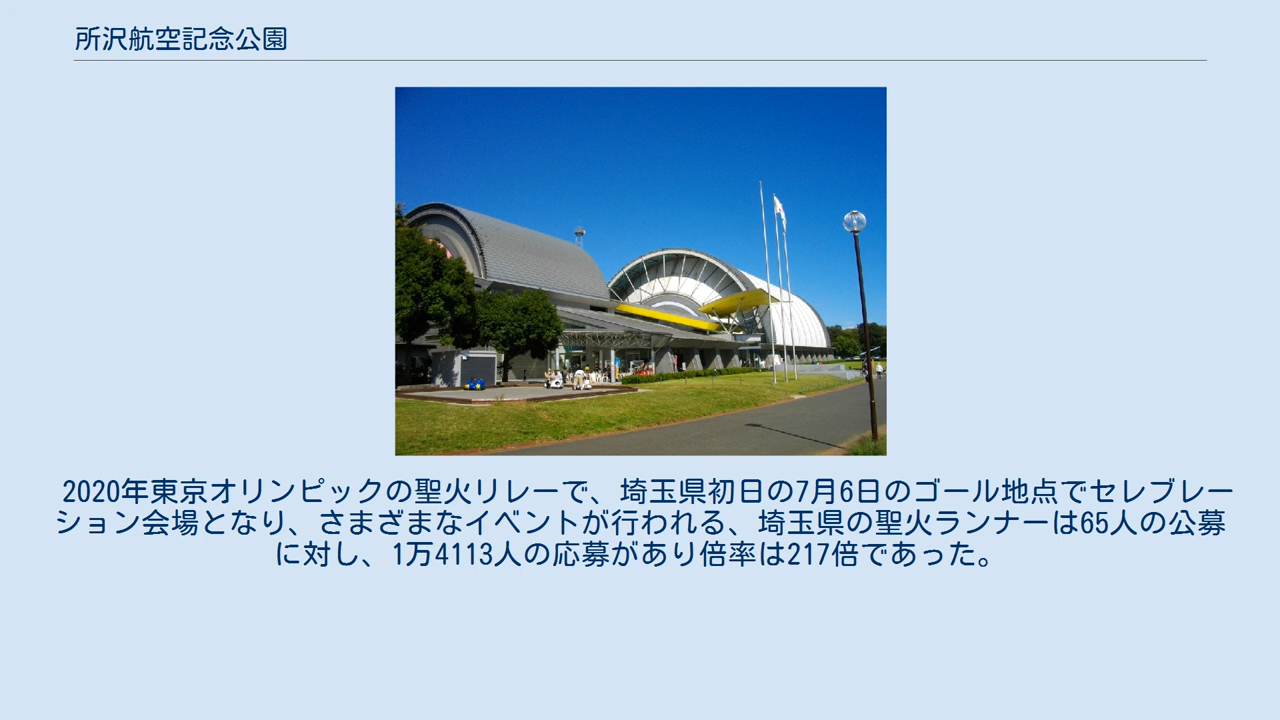 所沢航空記念公園
2020年東京オリンピックの聖火リレーで、埼玉県初日の7月6日のゴール地点でセレブレー
ション会場となり、さまざまなイベントが行われる、埼玉県の聖火ランナーは65人の公募
に対し、1万4113人の応募があり倍率は217倍であった。